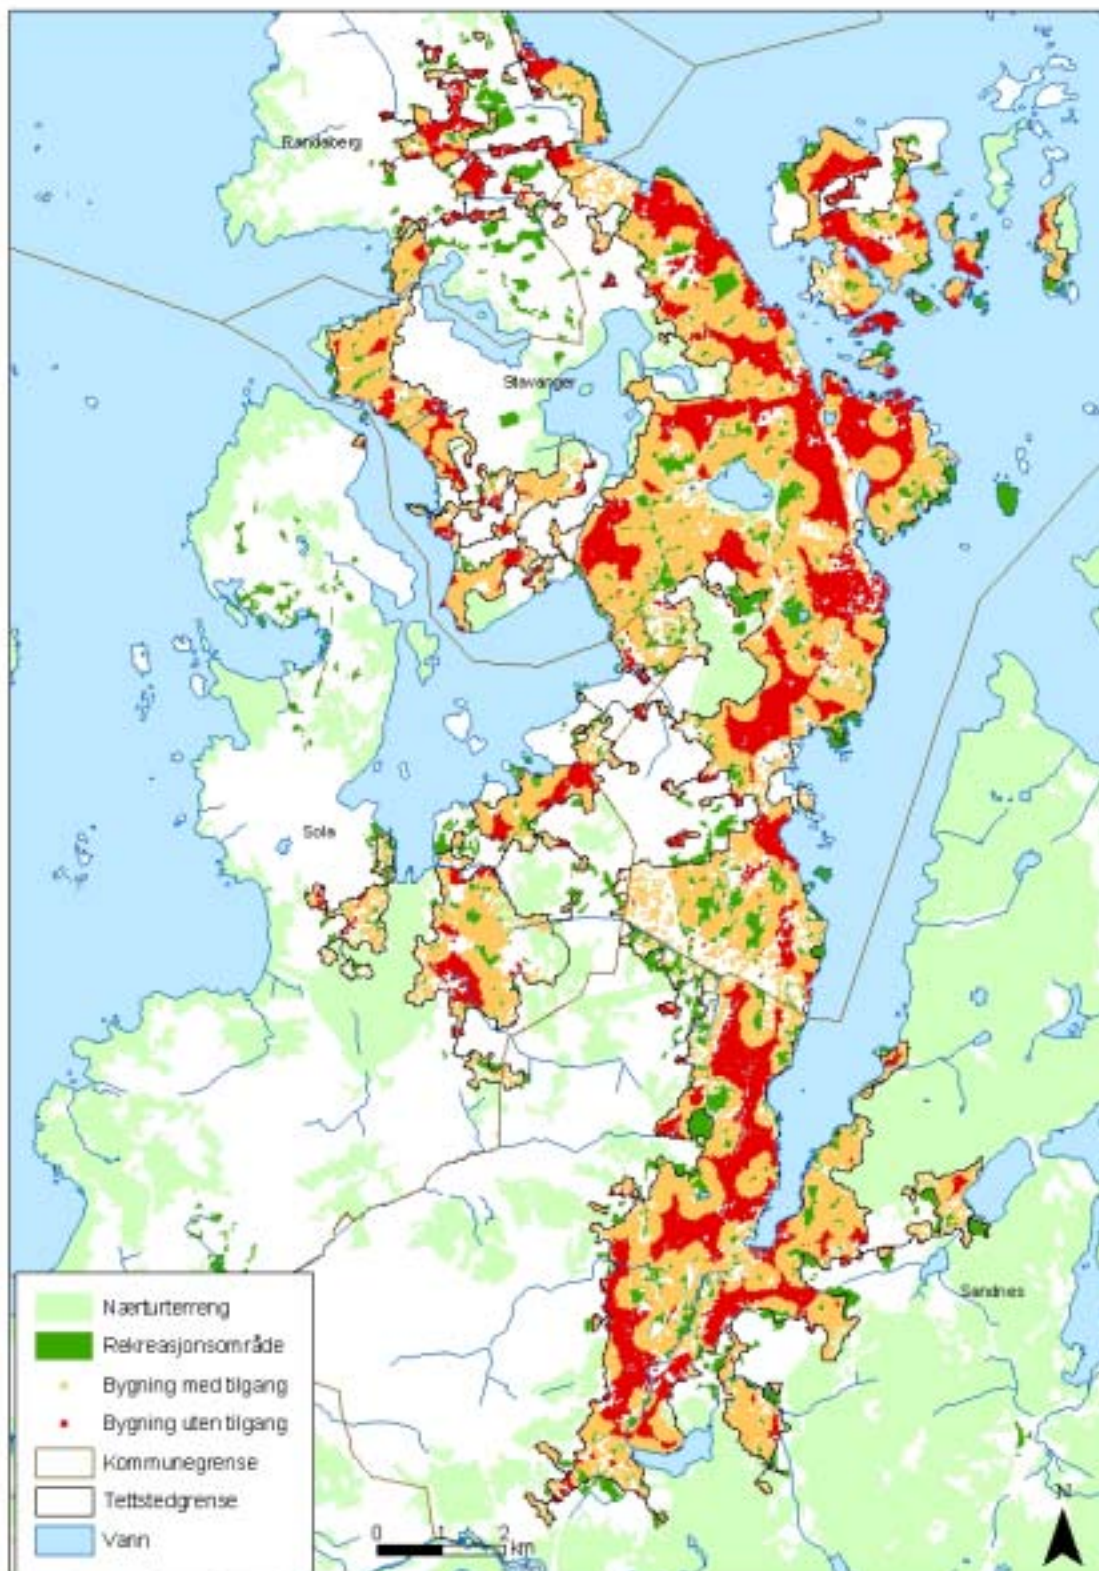 Randaberg
Stavanger
Sola
Sandnes
Nærturterreng
Rekreasjonsområde
Bygning med tilgang
Bygning uten tilgang
Kommunegrense
Tettstedgrense
Vann
0 1 2
km
N